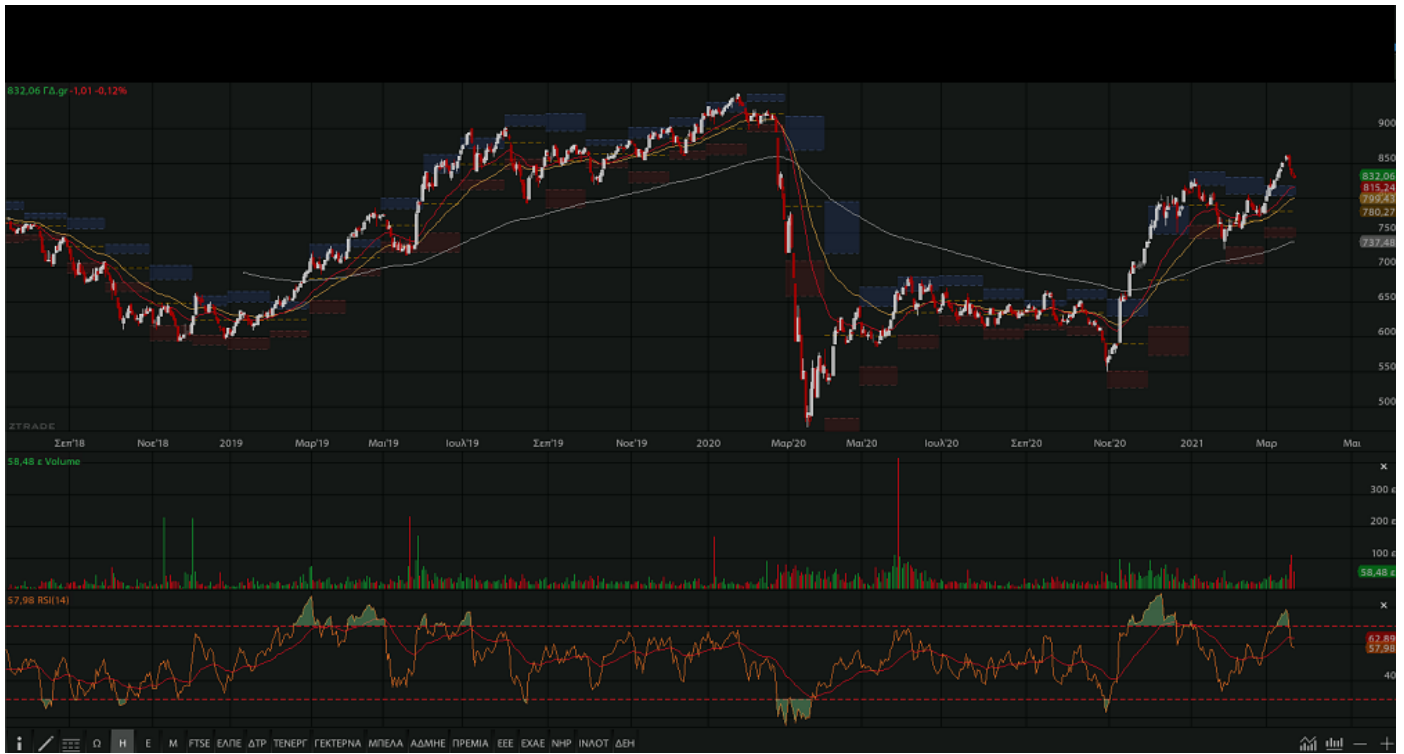 832,06 ΓΔ.gr -1,01 -0,12%
900
850
832,06
815,24
799,43
780,27
750
737,48
700
650
600
550
500
ZTRADE
Σεπ'18 Νοε'18 2019 Μαρ'19 Μαι'19 Ιουλ'19 Σεπ'19 Νοε'19 2020 Μαρ'20 Μαι'20 Ιουλ'20 Σεπ'20 Νοε'20 2021 Μαρ Μαι
58,48 ε Volume
300 ε
200 ε
100 ε
58,48 ε
57,98 RSI(14)
62,89
57,98
40
Ω Η Ε Μ FTSE ΕΛΠΕ ΔΤΡ ΤΕΝΕΡΓ ΓΕΚΤΕΡΝΑ ΜΠΕΛΑ ΑΔΜΗΕ ΠΡΕΜΙΑ ΕΕΕ ΕΧΑΕ ΝΗΡ ΙΝΛΟΤ ΔΕΗ